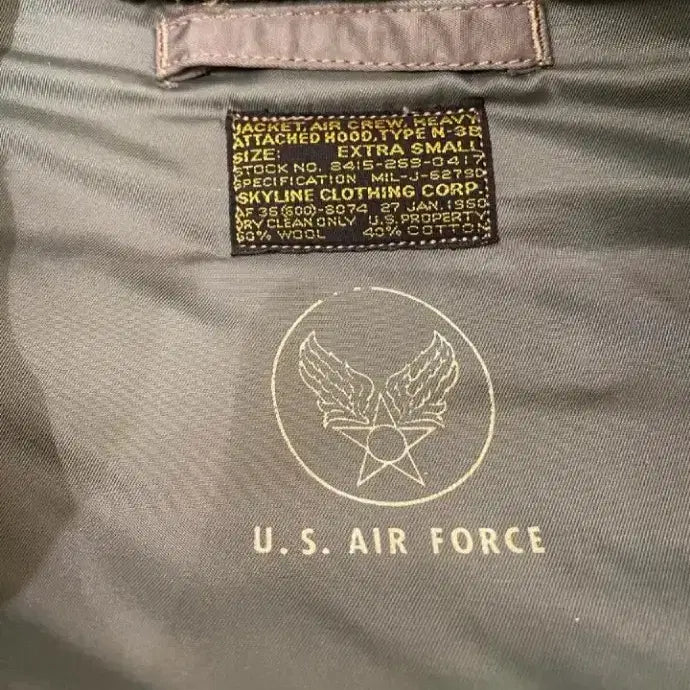 JACKET, AIR CREW, HEAVY
ATTACHED HOOD, TYPE N-3B
SIZE: EXTRA SMALL
STOCK NO. 8415-269-0417
SPECIFICATION MIL-J-6279D
SKYLINE CLOTHING CORP.
AF 36(600)-8074 27 JAN. 1950
DRY CLEAN ONLY U.S. PROPERTY
60% WOOL 40% COTTON
U. S. AIR FORCE